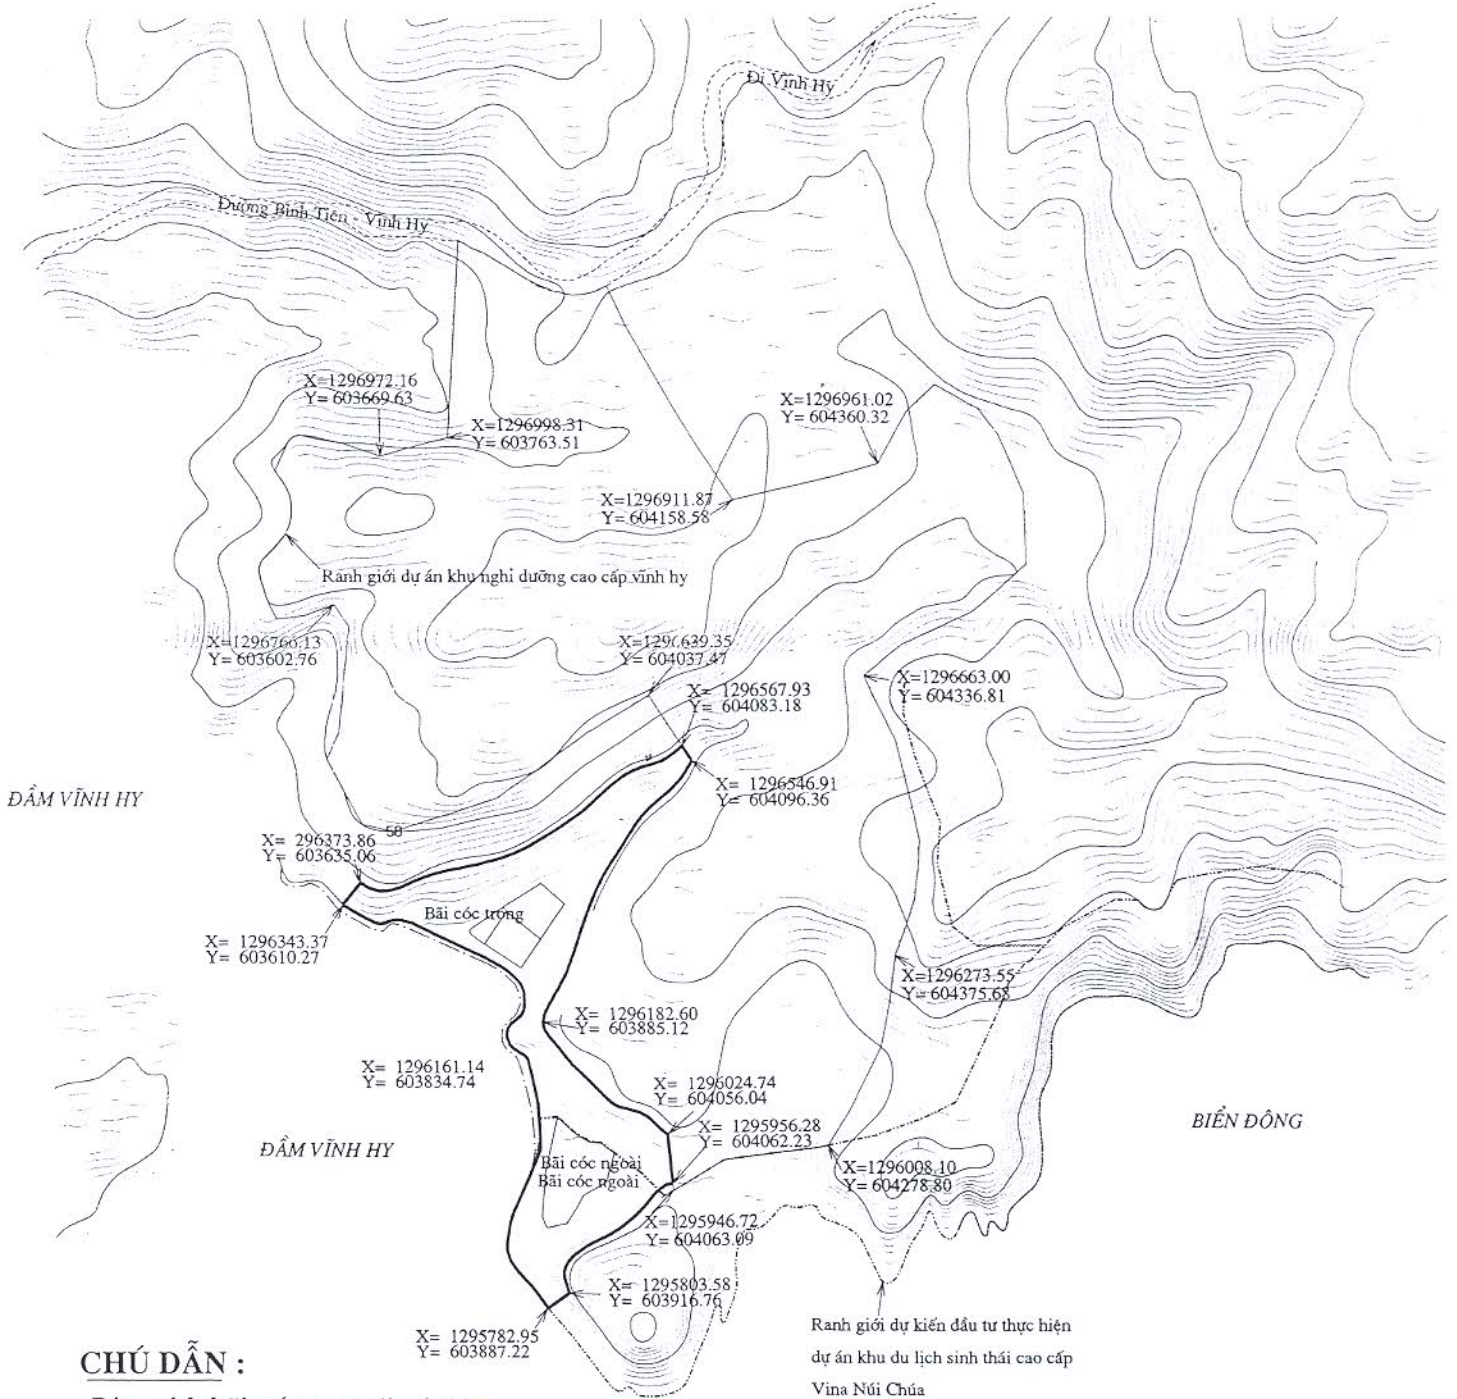 Đi Vĩnh Hy
Đường Bình Tiên - Vĩnh Hy
X=1296972.16
Y= 603669.63
X=1296998.31
Y= 603763.51
X=1296961.02
Y= 604360.32
X=1296911.87
Y= 604158.58
Ranh giới dự án khu nghỉ dưỡng cao cấp vĩnh hy
X=1296766.13
Y= 603602.76
X=1296639.35
Y= 604037.47
X= 1296567.93
Y= 604083.18
X=1296663.00
Y= 604336.81
X= 1296546.91
Y= 604096.36
ĐẦM VĨNH HY
50
X= 296373.86
Y= 603635.06
Bãi cóc trong
X= 1296343.37
Y= 603610.27
X=1296273.55
Y= 604375.68
X= 1296182.60
Y= 603885.12
X= 1296161.14
Y= 603834.74
X= 1296024.74
Y= 604056.04
X= 1295956.28
Y= 604062.23
BIỂN ĐÔNG
ĐẦM VĨNH HY
Bãi cóc ngoài
Bãi cóc ngoài
X=1296008.10
Y= 604278.80
X=1295946.72
Y= 604063.09
X= 1295803.58
Y= 603916.76
X= 1295782.95
Y= 603887.22
Ranh giới dự kiến đầu tư thực hiện
dự án khu du lịch sinh thái cao cấp
Vina Núi Chúa
CHÚ DẪN :